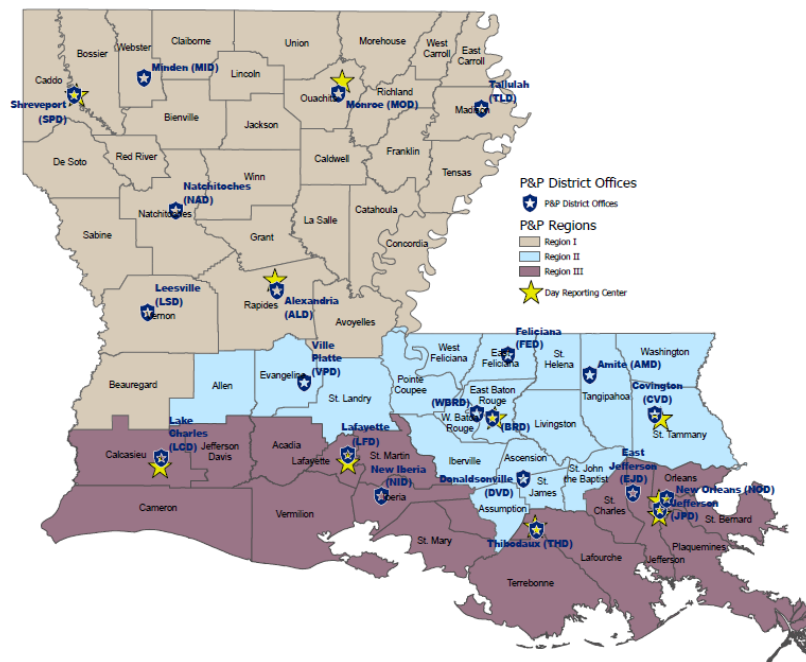 Claiborne
Union
Morehouse
West
Carroll
East
Carroll
Webster
Bossier
Minden (MID)
Lincoln
Caddo
Richland
Tallulah
(TLD)
Ouachita
Monroe (MOD)
Madison
Shreveport
(SPD)
Bienville
Jackson
Franklin
De Soto
Red River
Caldwell
Tensas
Winn
Natchitoches
(NAD)
Natchitoches
La Salle
Catahoula
Sabine
Grant
Concordia
P&P District Offices
P&P District Offices
P&P Regions
Region I
Region II
Region III
Day Reporting Center
Leesville
(LSD)
Vernon
Rapides
Alexandria
(ALD)
Avoyelles
Ville
Platte
(VPD)
Evangeline
Beauregard
Allen
St. Landry
West
Feliciana
Feliciana
(FED)
East
Feliciana
St.
Helena
Amite (AMD)
Washington
Pointe
Coupee
East Baton
Rouge
Tangipahoa
Covington
(CVD)
(WBRD)
W. Baton
Rouge
(BRD)
Livingston
St. Tammany
Lake
Charles
(LCD)
Calcasieu
Jefferson
Davis
Acadia
Lafayette
(LFD)
Lafayette
St. Martin
Iberville
Ascension
East
Jefferson
(EJD)
New Iberia
(NID)
Iberia
Donaldsonville
(DVD)
St.
James
St. John
the Baptist
Orleans
New Orleans (NOD)
Jefferson
(JPD)
Cameron
Vermilion
Assumption
St.
Charles
St. Bernard
St. Mary
Thibodaux (THD)
Lafourche
Plaquemines
Jefferson
Terrebonne